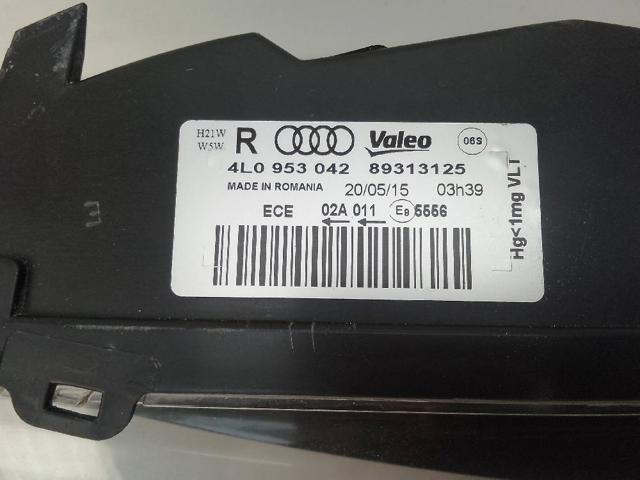 H21W
W5W R Valeo 06S
4L0 953 042 89313125
MADE IN ROMANIA 20/05/15 03h39
ECE 02A 011 E9 5556
Hg<1mg VLT